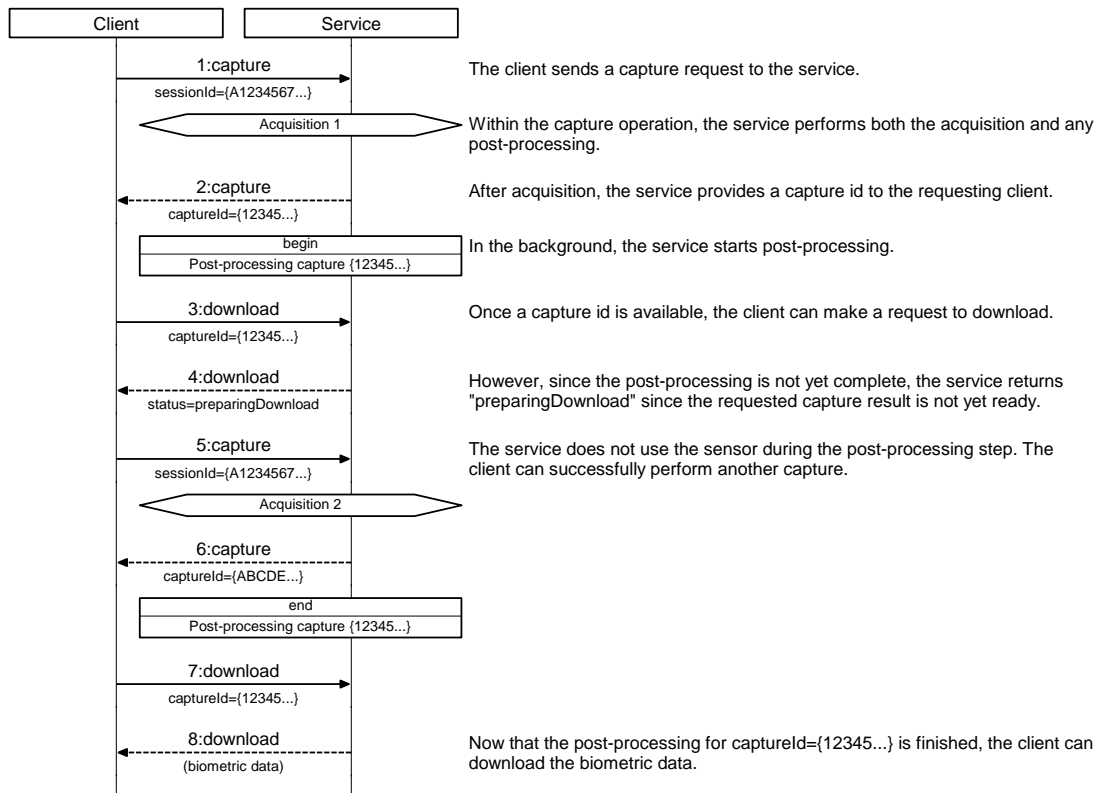 Client
Service
1:capture
sessionId={A1234567...}
The client sends a capture request to the service.
Acquisition 1
Within the capture operation, the service performs both the acquisition and any
post-processing.
2:capture
captureId={12345...}
After acquisition, the service provides a capture id to the requesting client.
begin
Post-processing capture {12345...}
In the background, the service starts post-processing.
3:download
captureId={12345...}
Once a capture id is available, the client can make a request to download.
4:download
status=preparingDownload
However, since the post-processing is not yet complete, the service returns
"preparingDownload" since the requested capture result is not yet ready.
5:capture
sessionId={A1234567...}
The service does not use the sensor during the post-processing step. The
client can successfully perform another capture.
Acquisition 2
6:capture
captureId={ABCDE...}
end
Post-processing capture {12345...}
7:download
captureId={12345...}
8:download
(biometric data)
Now that the post-processing for captureId={12345...} is finished, the client can
download the biometric data.